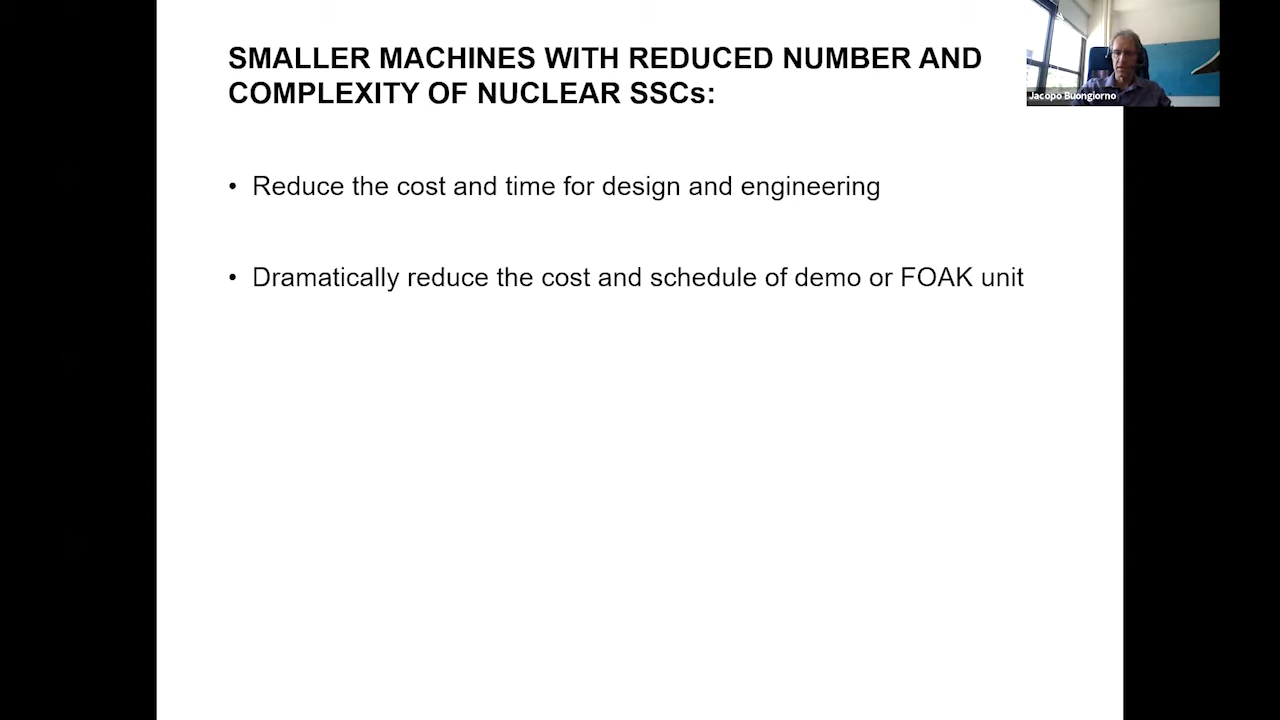 SMALLER MACHINES WITH REDUCED NUMBER AND
COMPLEXITY OF NUCLEAR SSCs:
Jacopo Buongiorno
• Reduce the cost and time for design and engineering
• Dramatically reduce the cost and schedule of demo or FOAK unit